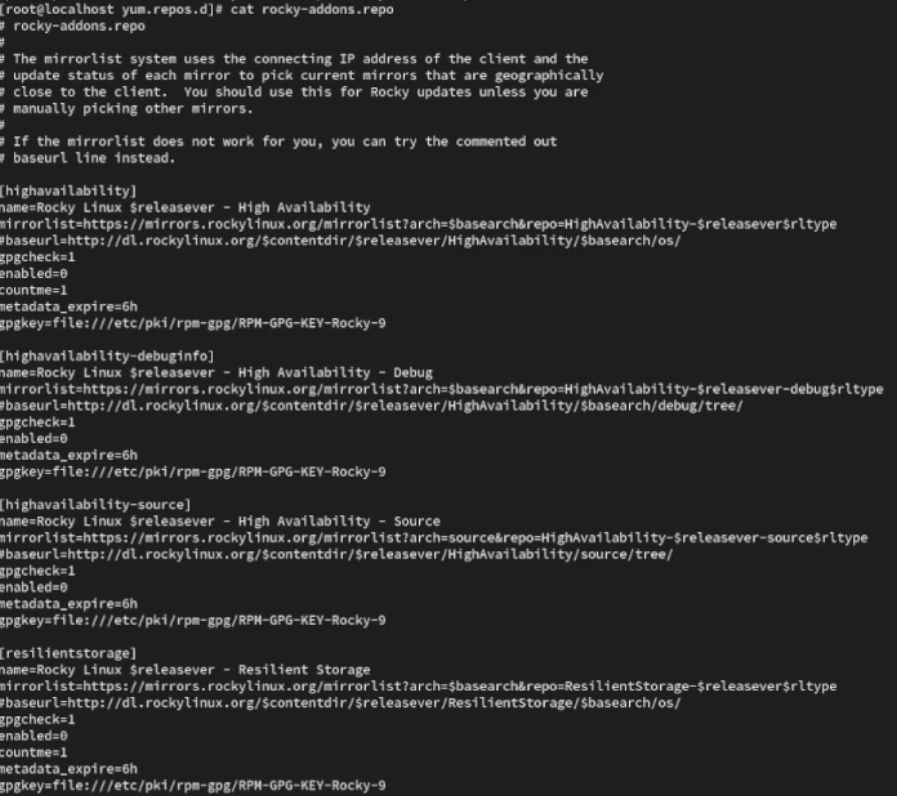 [root@localhost yum.repos.d]# cat rocky-addons.repo
# rocky-addons.repo
#
# The mirrorlist system uses the connecting IP address of the client and the
# update status of each mirror to pick current mirrors that are geographically
# close to the client.  You should use this for Rocky updates unless you are
# manually picking other mirrors.
#
# If the mirrorlist does not work for you, you can try the commented out
# baseurl line instead.

[highavailability]
name=Rocky Linux $releasever - High Availability
mirrorlist=https://mirrors.rockylinux.org/mirrorlist?arch=$basearch&repo=HighAvailability-$releasever$rltype
#baseurl=http://dl.rockylinux.org/$contentdir/$releasever/HighAvailability/$basearch/os/
gpgcheck=1
enabled=0
countme=1
metadata_expire=6h
gpgkey=file:///etc/pki/rpm-gpg/RPM-GPG-KEY-Rocky-9

[highavailability-debuginfo]
name=Rocky Linux $releasever - High Availability - Debug
mirrorlist=https://mirrors.rockylinux.org/mirrorlist?arch=$basearch&repo=HighAvailability-$releasever-debug$rltype
#baseurl=http://dl.rockylinux.org/$contentdir/$releasever/HighAvailability/$basearch/debug/tree/
gpgcheck=1
enabled=0
metadata_expire=6h
gpgkey=file:///etc/pki/rpm-gpg/RPM-GPG-KEY-Rocky-9

[highavailability-source]
name=Rocky Linux $releasever - High Availability - Source
mirrorlist=https://mirrors.rockylinux.org/mirrorlist?arch=source&repo=HighAvailability-$releasever-source$rltype
#baseurl=http://dl.rockylinux.org/$contentdir/$releasever/HighAvailability/source/tree/
gpgcheck=1
enabled=0
metadata_expire=6h
gpgkey=file:///etc/pki/rpm-gpg/RPM-GPG-KEY-Rocky-9

[resilientstorage]
name=Rocky Linux $releasever - Resilient Storage
mirrorlist=https://mirrors.rockylinux.org/mirrorlist?arch=$basearch&repo=ResilientStorage-$releasever$rltype
#baseurl=http://dl.rockylinux.org/$contentdir/$releasever/ResilientStorage/$basearch/os/
gpgcheck=1
enabled=0
countme=1
metadata_expire=6h
gpgkey=file:///etc/pki/rpm-gpg/RPM-GPG-KEY-Rocky-9